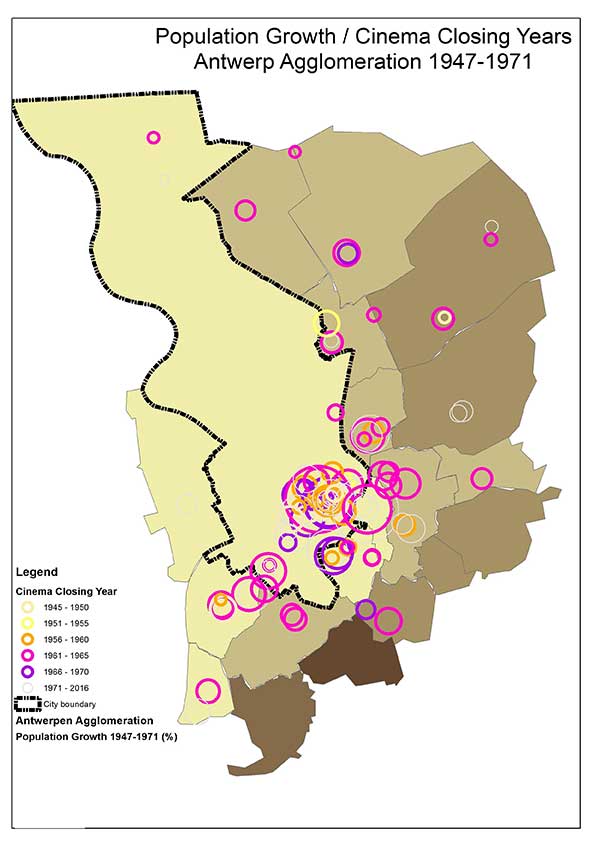 Population Growth / Cinema Closing Years
Antwerp Agglomeration 1947-1971
Legend
Cinema Closing Year
1945 - 1950
1951 - 1955
1956 - 1960
1961 - 1965
1966 - 1970
1971 - 2016
City boundary
Antwerpen Agglomeration
Population Growth 1947-1971 (%)